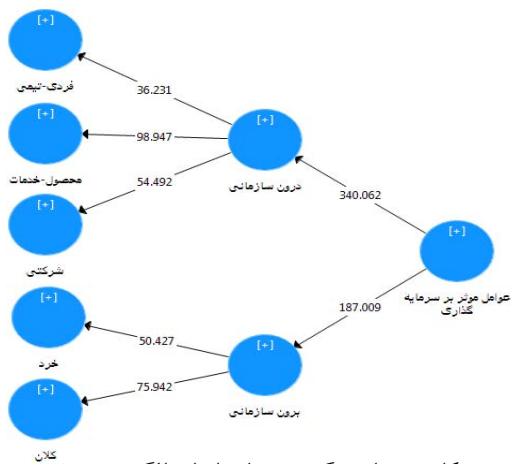 [+]
فردی-تیمی
36.231
[+]
محصول-خدمات
98.947
[+]
درون سازمانی
54.492
[+]
شرکتی
340.062
[+]
عوامل موثر بر سرمایه
گذاری
187.009
[+]
خرد
50.427
[+]
برون سازمانی
75.942
[+]
کلان